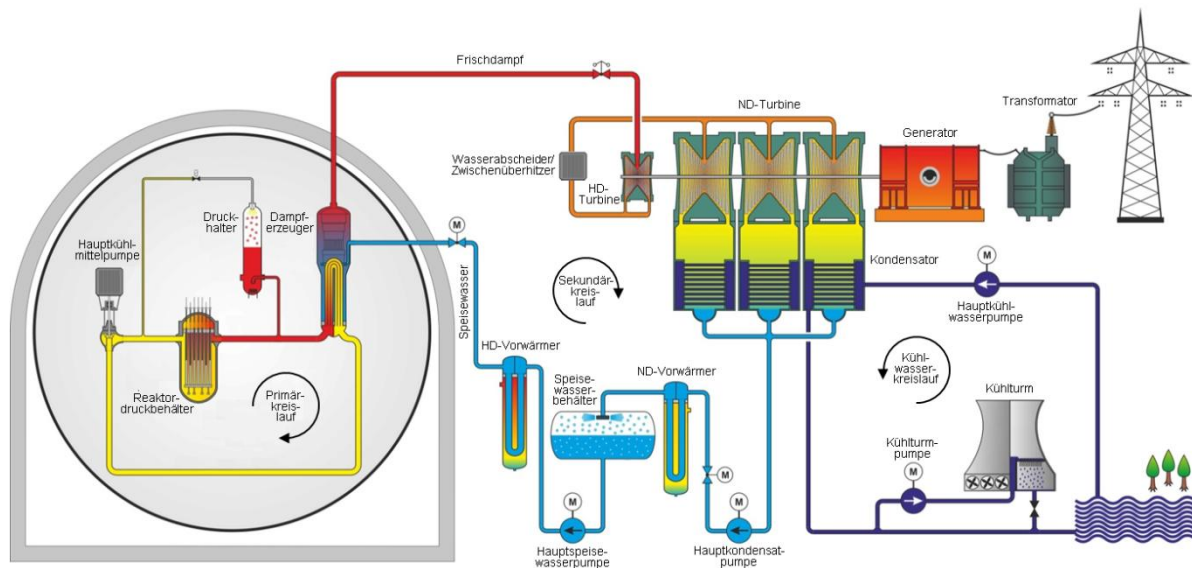 Frischdampf
ND-Turbine
Transformator
Generator
Wasserabscheider/
Zwischenüberhitzer
HD-
Turbine
Druck-
halter
Dampf-
erzeuger
Hauptkühl-
mittelpumpe
M
Speisewasser
Sekundär-
kreis-
lauf
Kondensator
M
Hauptkühl-
wasserpumpe
HD-Vorwärmer
Speise-
wasser-
behälter
ND-Vorwärmer
Kühl-
wasser-
kreislauf
Kühlturm
Reaktor-
druckbehälter
Primär-
kreis-
lauf
Kühlturm-
pumpe
M
M
M
Hauptspeise-
wasserpumpe
M
Hauptkondensat-
pumpe